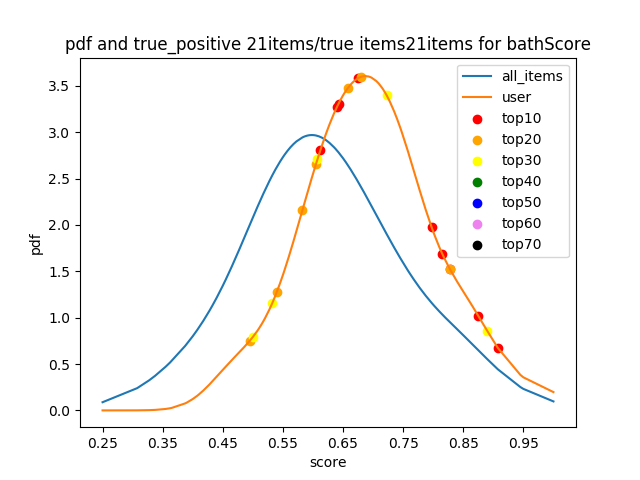 pdf and true_positive 21items/true items21items for bathScore
all_items
user
top10
top20
top30
top40
top50
top60
top70
3.5
3.0
2.5
2.0
1.5
1.0
0.5
0.0
pdf
0.25 0.35 0.45 0.55 0.65 0.75 0.85 0.95
score